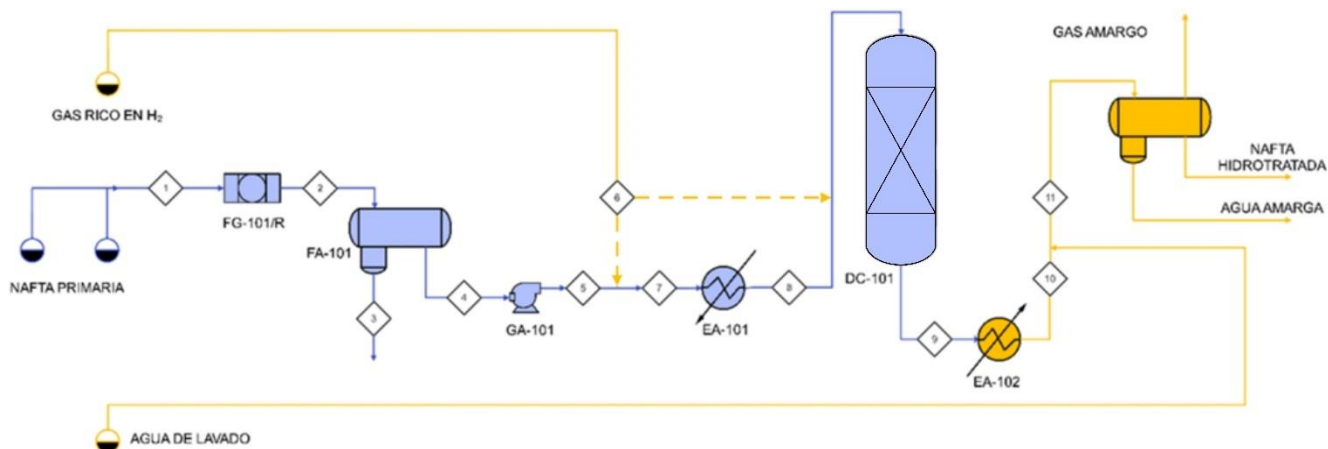 GAS AMARGO
GAS RICO EN H₂
NAFTA
HIDROTRATADA
1
2
6
11
FG-101/R
AGUA AMARGA
FA-101
NAFTA PRIMARIA
4
5
7
8
DC-101
10
3
GA-101
EA-101
9
EA-102
AGUA DE LAVADO